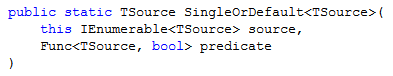 public static TSource SingleOrDefault<TSource>(
    this IEnumerable<TSource> source,
    Func<TSource, bool> predicate
)